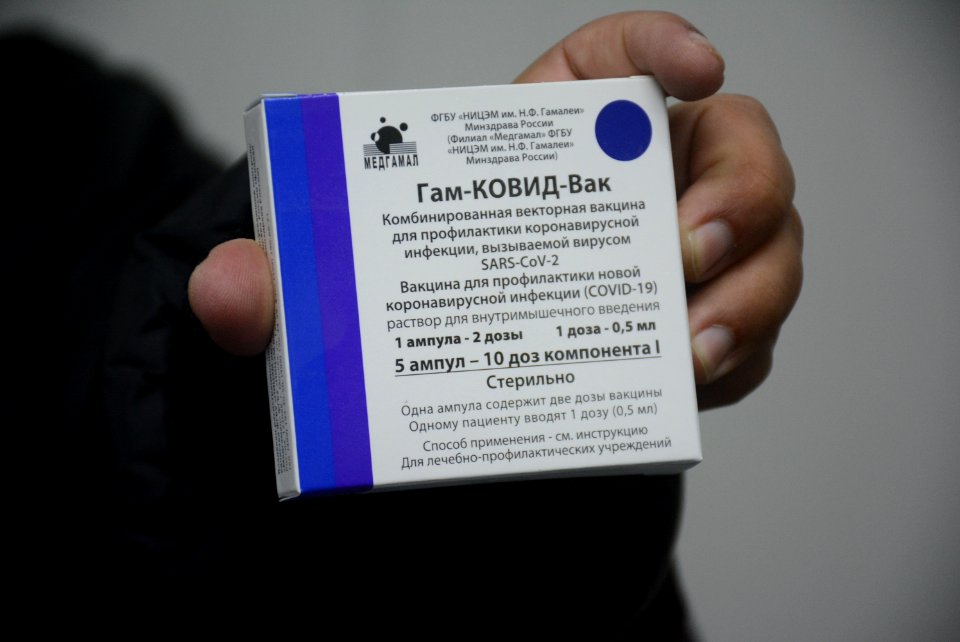 МЕДГАМАЛ
ФГБУ «НИЦЭМ им. Н.Ф. Гамалеи»
Минздрава России
(Филиал «Медгамал» ФГБУ
«НИЦЭМ им. Н.Ф. Гамалеи»
Минздрава России)
Гам-КОВИД-Вак
Комбинированная векторная вакцина
для профилактики коронавирусной
инфекции, вызываемой вирусом
SARS-CoV-2
Вакцина для профилактики новой
коронавирусной инфекции (COVID-19)
раствор для внутримышечного введения
1 ампула - 2 дозы 1 доза - 0,5 мл
5 ампул – 10 доз компонента I
Стерильно
Одна ампула содержит две дозы вакцины
Одному пациенту вводят 1 дозу (0,5 мл)
Способ применения - см. инструкцию
Для лечебно-профилактических учреждений